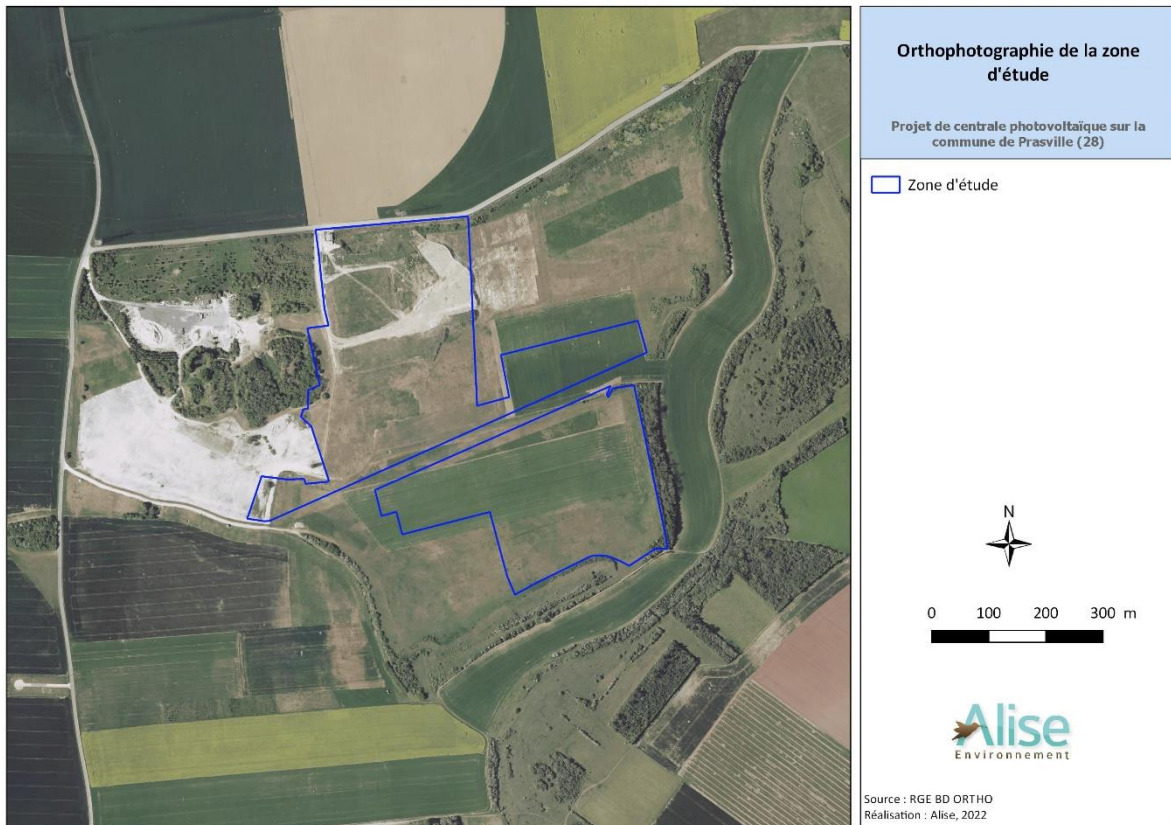 Orthophotographie de la zone
d'étude
Projet de centrale photovoltaïque sur la
commune de Prasville (28)
Zone d'étude
N
0 100 200 300 m
Alise
Environnement
Source : RGE BD ORTHO
Réalisation : Alise, 2022